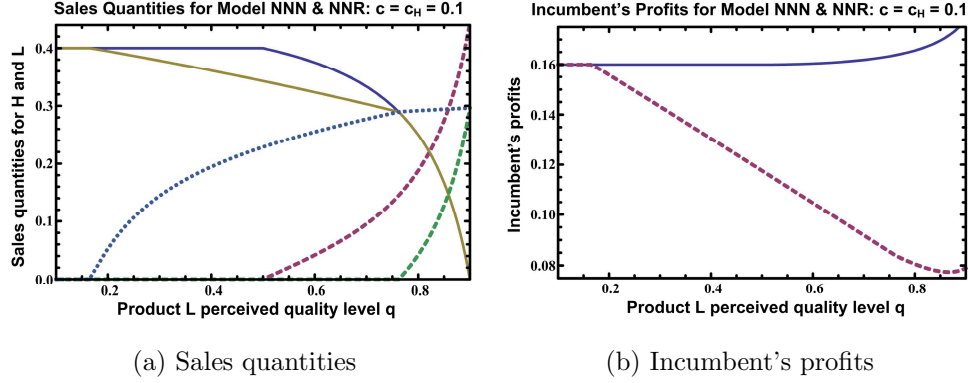 Sales Quantities for Model NNN & NNR: c = c_H = 0.1
Sales quantities for H and L
0.4
0.3
0.2
0.1
0.0
0.2 0.4 0.6 0.8
Product L perceived quality level q
(a) Sales quantities
Incumbent's Profits for Model NNN & NNR: c = c_H = 0.1
Incumbent's profits
0.16
0.14
0.12
0.10
0.08
0.2 0.4 0.6 0.8
Product L perceived quality level q
(b) Incumbent's profits